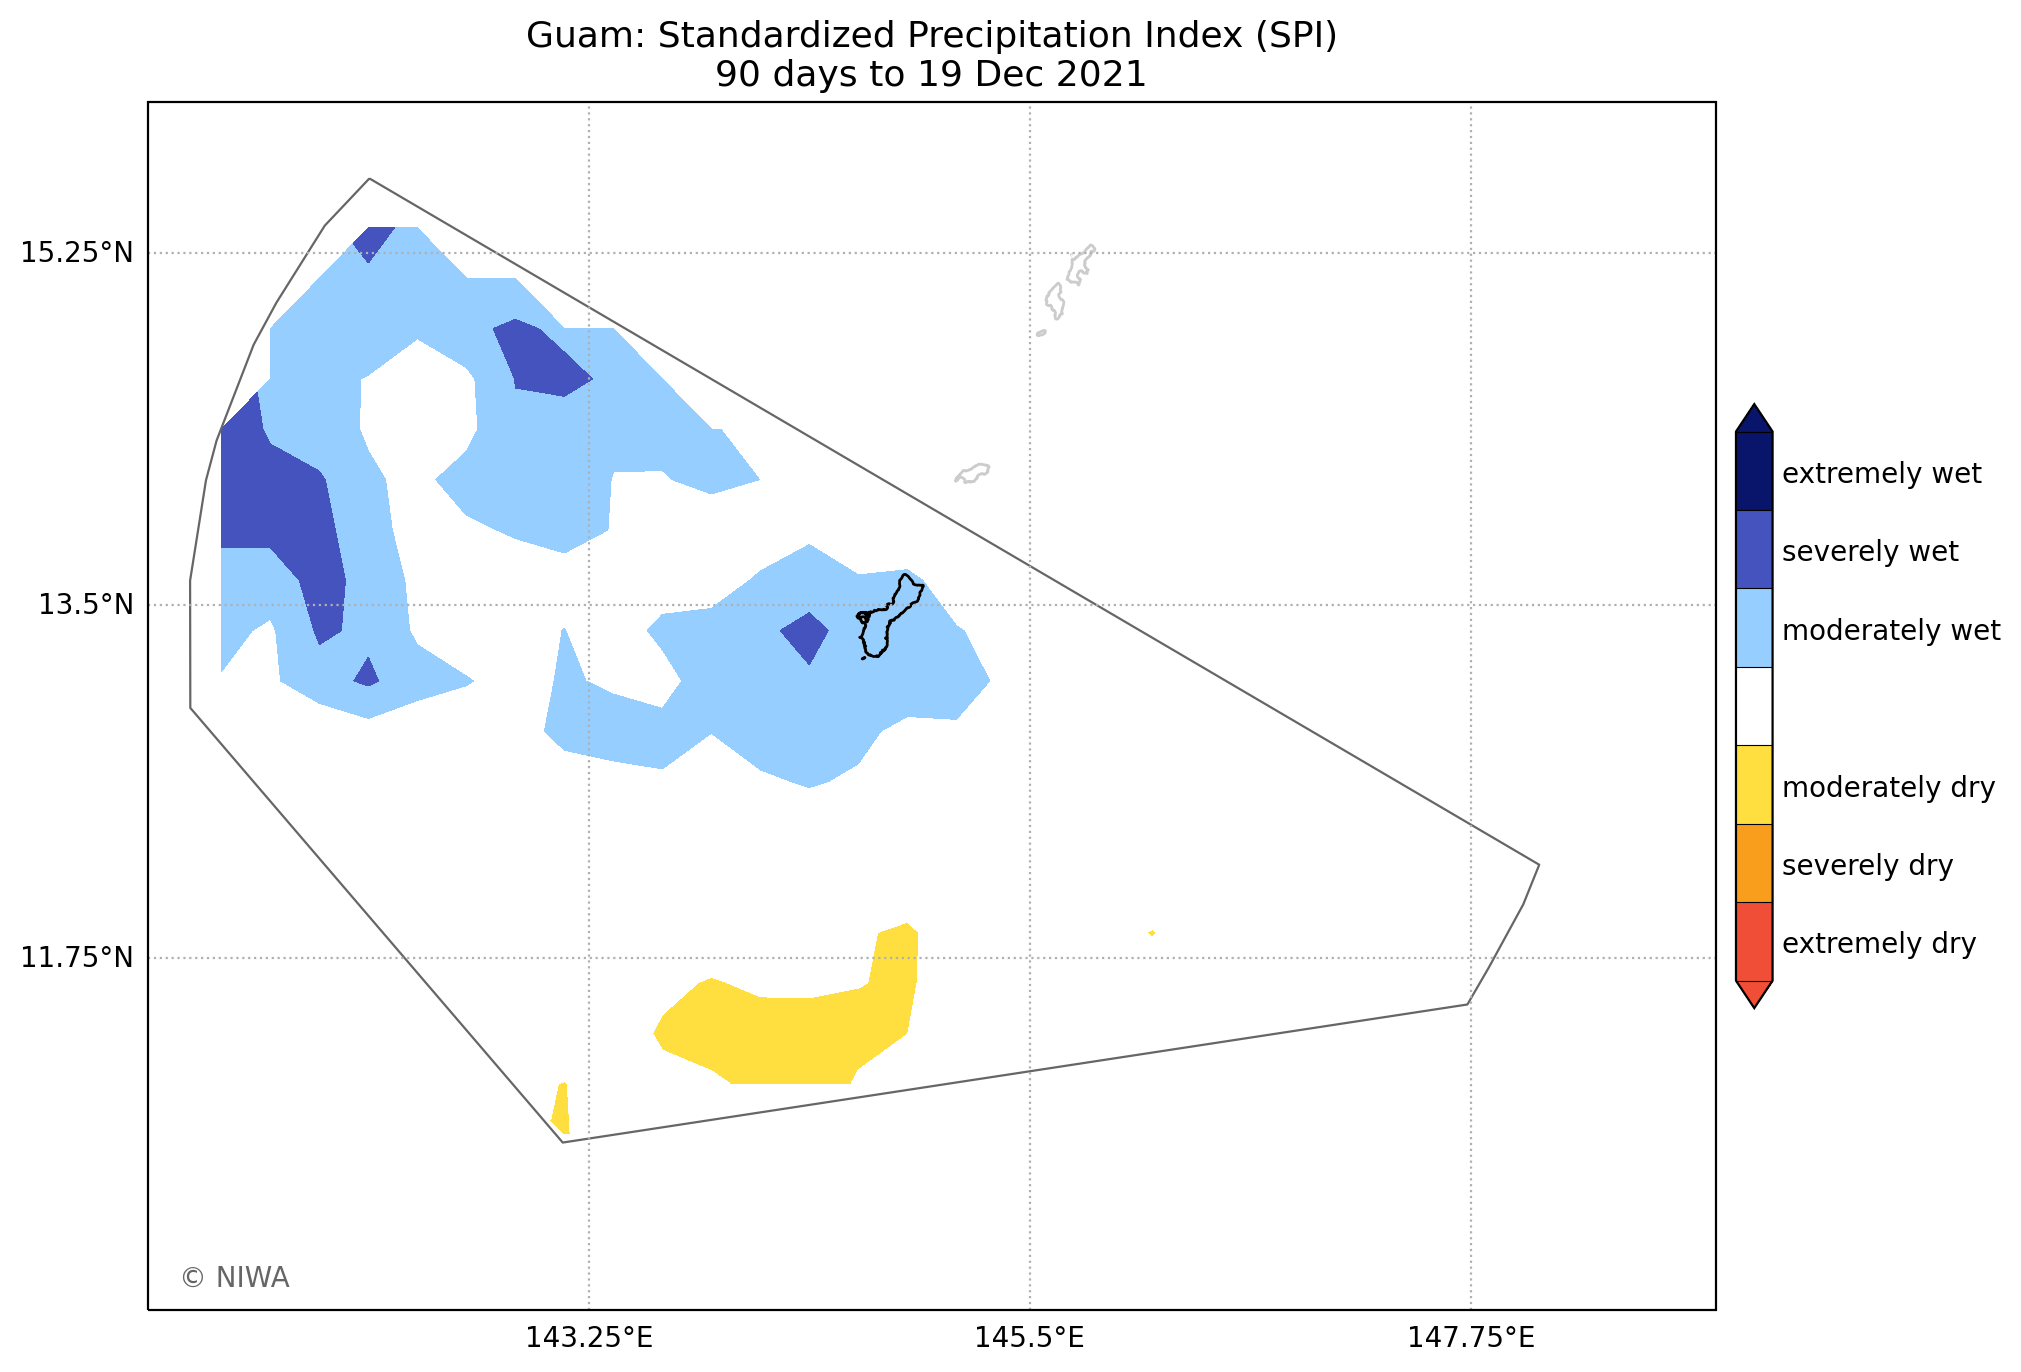 Guam: Standardized Precipitation Index (SPI)
90 days to 19 Dec 2021
15.25°N
13.5°N
11.75°N
143.25°E
145.5°E
147.75°E
extremely wet
severely wet
moderately wet
moderately dry
severely dry
extremely dry
© NIWA